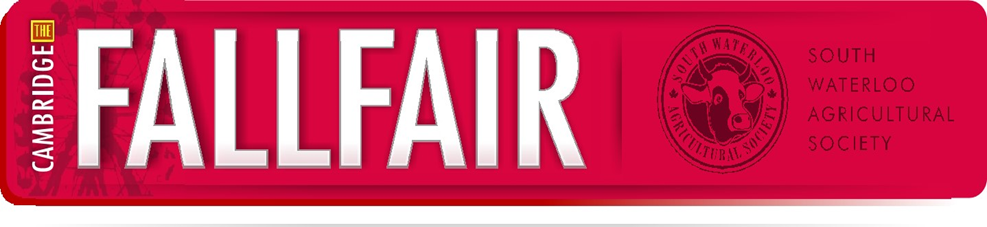 THE
CAMBRIDGE
FALLFAIR
SOUTH WATERLOO
AGRICULTURAL SOCIETY
SOUTH
WATERLOO
AGRICULTURAL
SOCIETY